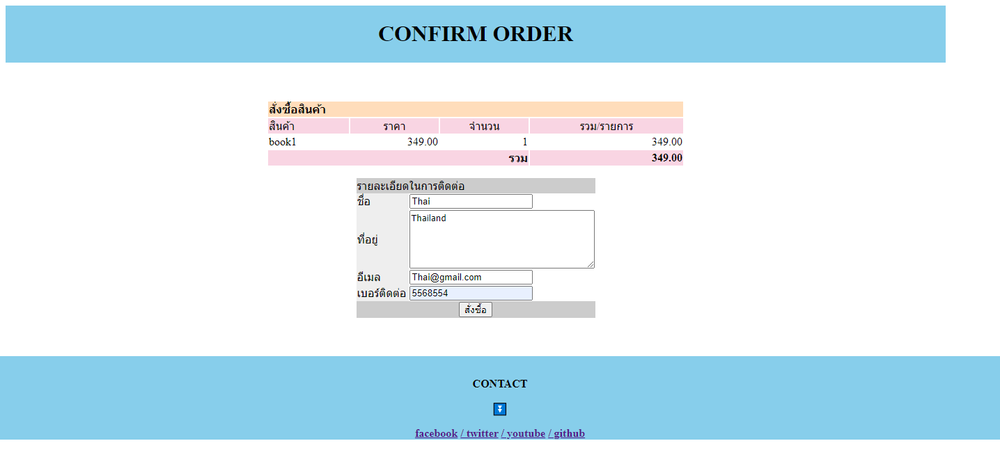 CONFIRM ORDER
สั่งซื้อสินค้า
สินค้า ราคา จำนวน รวม/รายการ
book1 349.00 1 349.00
รวม 349.00
รายละเอียดในการติดต่อ
ชื่อ Thai
ที่อยู่ Thailand
อีเมล Thai@gmail.com
เบอร์ติดต่อ 5568554
สั่งซื้อ
CONTACT
facebook / twitter / youtube / github